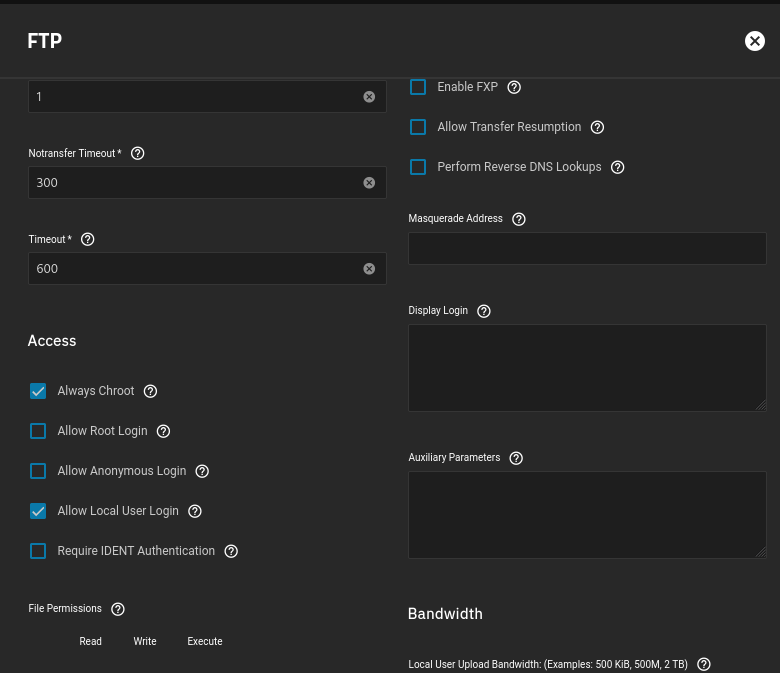 FTP
1
Notransfer Timeout *
300
Timeout *
600
Access
Always Chroot
Allow Root Login
Allow Anonymous Login
Allow Local User Login
Require IDENT Authentication
File Permissions
Read Write Execute
Enable FXP
Allow Transfer Resumption
Perform Reverse DNS Lookups
Masquerade Address
Display Login
Auxiliary Parameters
Bandwidth
Local User Upload Bandwidth: (Examples: 500 KiB, 500M, 2 TB)